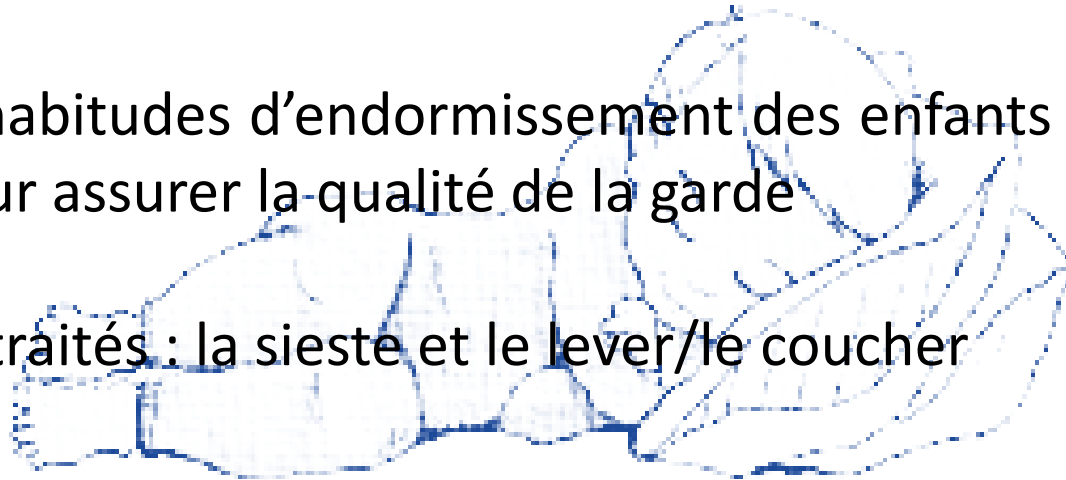 habitudes d’endormissement des enfants
ur assurer la qualité de la garde
traités : la sieste et le lever/le coucher